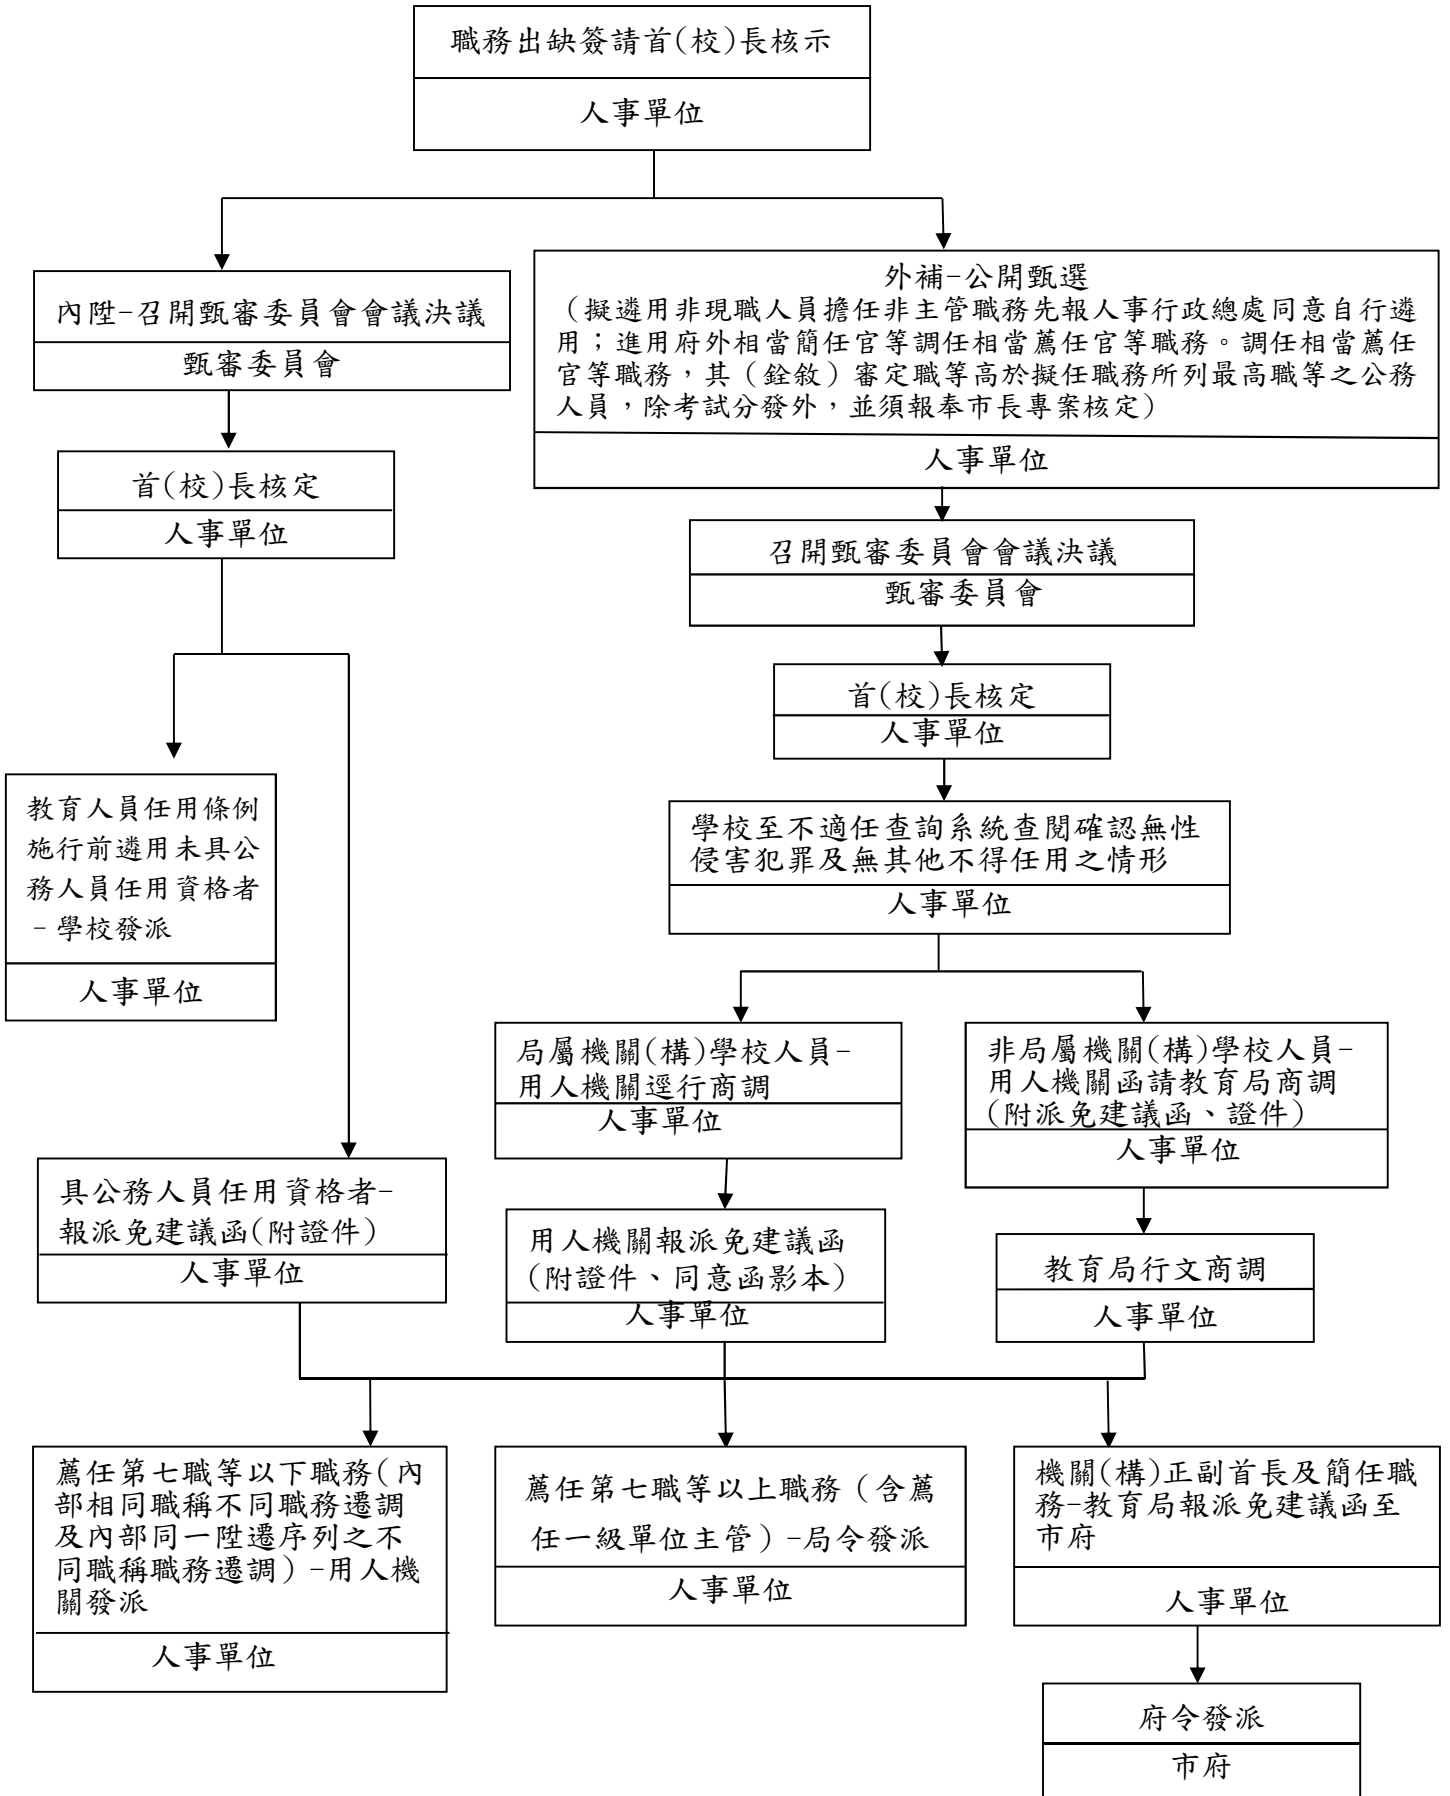 職務出缺簽請首(校)長核示
人事單位
內陞-召開甄審委員會會議決議
甄審委員會
外補-公開甄選
（擬遴用非現職人員擔任非主管職務先報人事行政總處同意自行遴
用；進用府外相當簡任官等調任相當薦任官等職務。調任相當薦任
官等職務，其（銓敘）審定職等高於擬任職務所列最高職等之公務
人員，除考試分發外，並須報奉市長專案核定）
人事單位
首(校)長核定
人事單位
召開甄審委員會會議決議
甄審委員會
首(校)長核定
人事單位
教育人員任用條例
施行前遴用未具公
務人員任用資格者
-學校發派
人事單位
學校至不適任查詢系統查閱確認無性
侵害犯罪及無其他不得任用之情形
人事單位
局屬機關(構)學校人員-
用人機關逕行商調
人事單位
非局屬機關(構)學校人員-
用人機關函請教育局商調
(附派免建議函、證件)
人事單位
具公務人員任用資格者-
報派免建議函(附證件)
人事單位
用人機關報派免建議函
(附證件、同意函影本)
人事單位
教育局行文商調
人事單位
薦任第七職等以下職務(內
部相同職稱不同職務遷調
及內部同一陞遷序列之不
同職稱職務遷調)-用人機
關發派
人事單位
薦任第七職等以上職務（含薦
任一級單位主管）-局令發派
人事單位
機關(構)正副首長及簡任職
務-教育局報派免建議函至
市府
人事單位
府令發派
市府